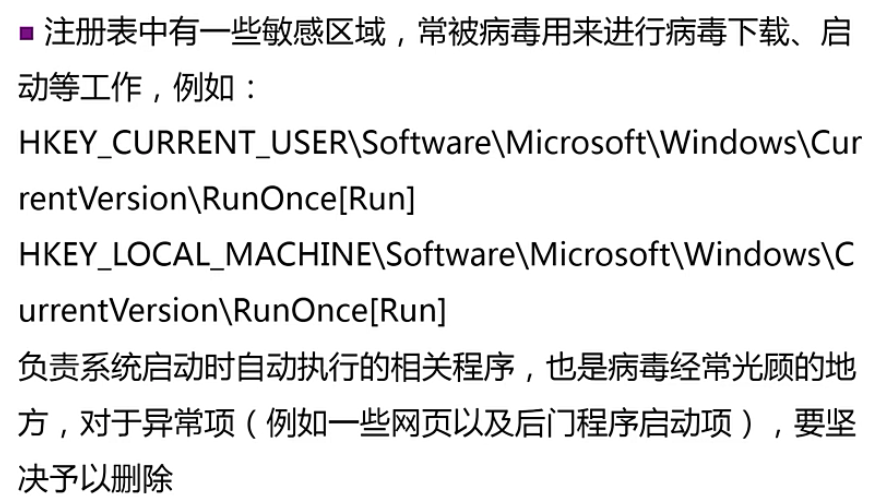 ■ 注册表中有一些敏感区域，常被病毒用来进行病毒下载、启
动等工作，例如：
HKEY_CURRENT_USER\Software\Microsoft\Windows\Cur
rentVersion\RunOnce[Run]
HKEY_LOCAL_MACHINE\Software\Microsoft\Windows\C
urrentVersion\RunOnce[Run]
负责系统启动时自动执行的相关程序，也是病毒经常光顾的地
方，对于异常项（例如一些网页以及后门程序启动项），要坚
决予以删除